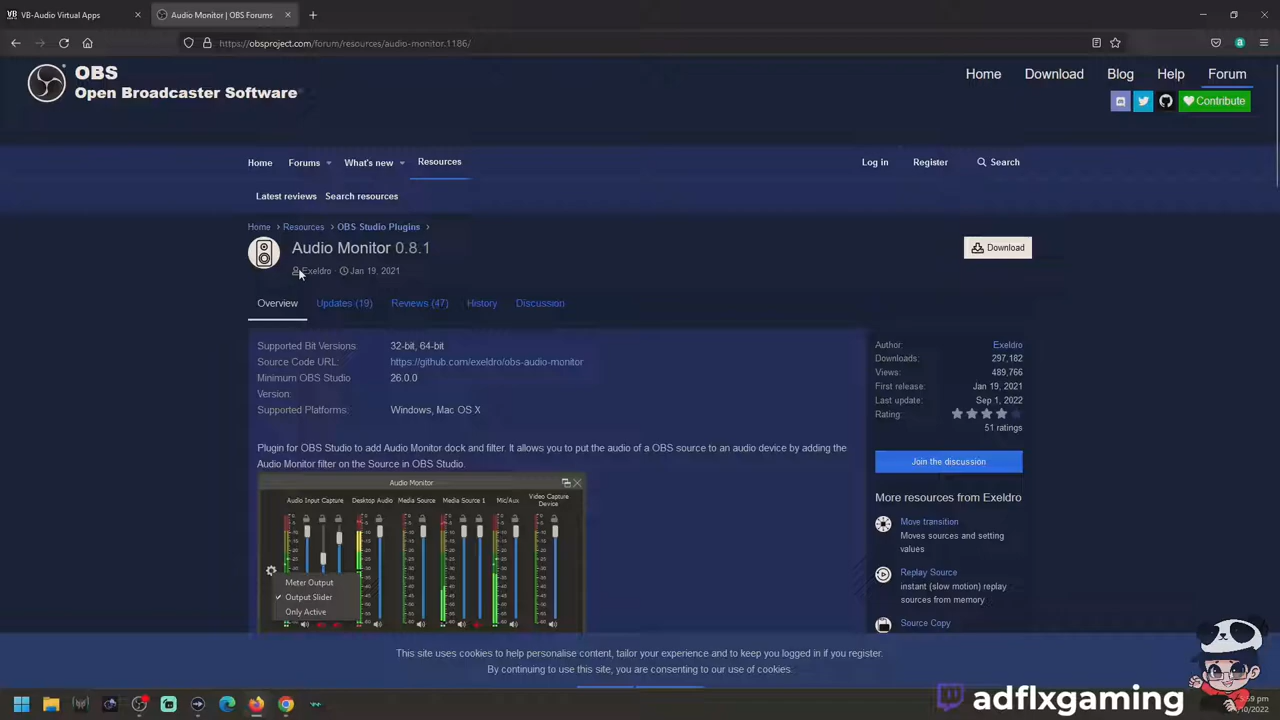 VB-Audio Virtual Apps
Audio Monitor | OBS Forums
https://obsproject.com/forum/resources/audio-monitor.1186/
OBS
Open Broadcaster Software
Home Download Blog Help Forum
Contribute
Home Forums What's new Resources
Log in Register Search
Latest reviews Search resources
Home Resources OBS Studio Plugins
Audio Monitor 0.8.1
Download
Exeldro · Jan 19, 2021
Overview Updates (19) Reviews (47) History Discussion
Supported Bit Versions 32-bit, 64-bit
Source Code URL: https://github.com/exeldro/obs-audio-monitor
Minimum OBS Studio 26.0.0
Version:
Supported Platforms: Windows, Mac OS X
Plugin for OBS Studio to add Audio Monitor dock and filter. It allows you to put the audio of a OBS source to an audio device by adding the
Audio Monitor filter on the Source in OBS Studio.
Audio Monitor
Audio Input Capture Desktop Audio Media Source Media Source 1 Mic/Aux Video Capture
Device
Meter Output
Output Slider
Only Active
Author: Exeldro
Downloads: 297,182
Views: 489,766
First release: Jan 19, 2021
Last update: Sep 1, 2022
Rating:
51 ratings
Join the discussion
More resources from Exeldro
Move transition
Moves sources and setting
values
Replay Source
instant (slow motion) replay
sources from memory
Source Copy
This site uses cookies to help personalise content, tailor your experience and to keep you logged in if you register.
By continuing to use this site, you are consenting to our use of cookies.
adflxgaming